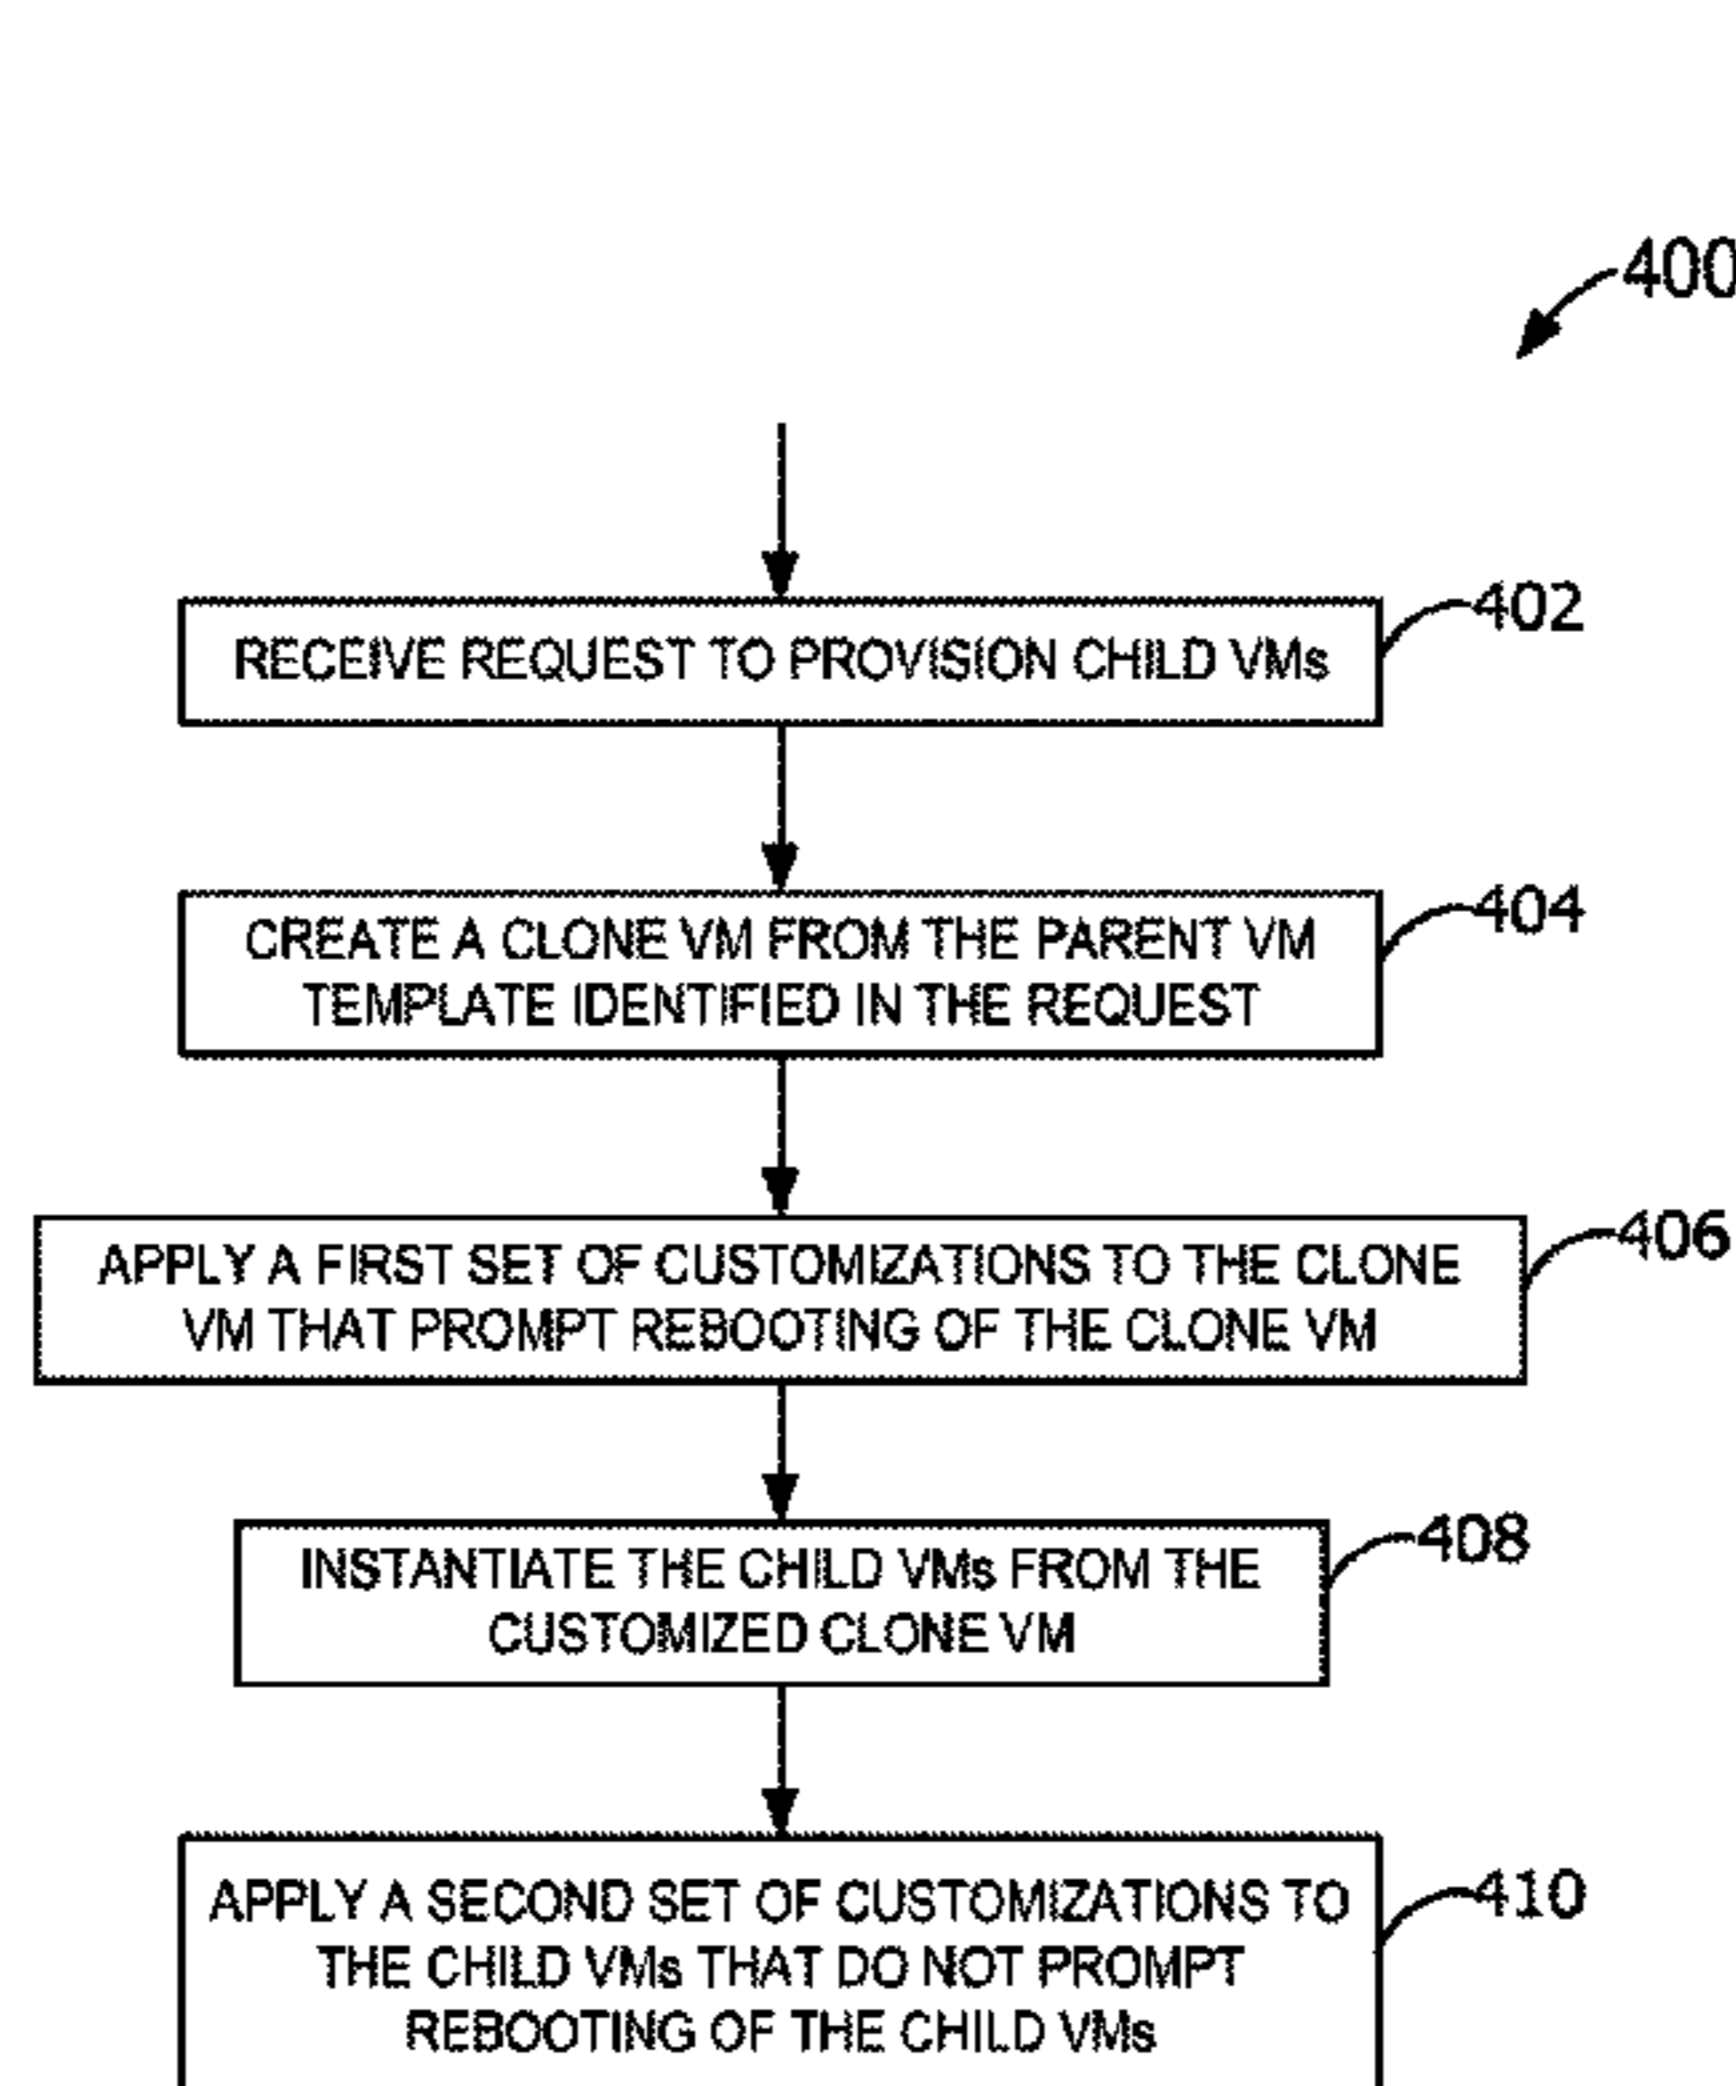 400
RECEIVE REQUEST TO PROVISION CHILD VMs
402
CREATE A CLONE VM FROM THE PARENT VM
TEMPLATE IDENTIFIED IN THE REQUEST
404
APPLY A FIRST SET OF CUSTOMIZATIONS TO THE CLONE
VM THAT PROMPT REBOOTING OF THE CLONE VM
406
INSTANTIATE THE CHILD VMs FROM THE
CUSTOMIZED CLONE VM
408
APPLY A SECOND SET OF CUSTOMIZATIONS TO
THE CHILD VMs THAT DO NOT PROMPT
REBOOTING OF THE CHILD VMs
410